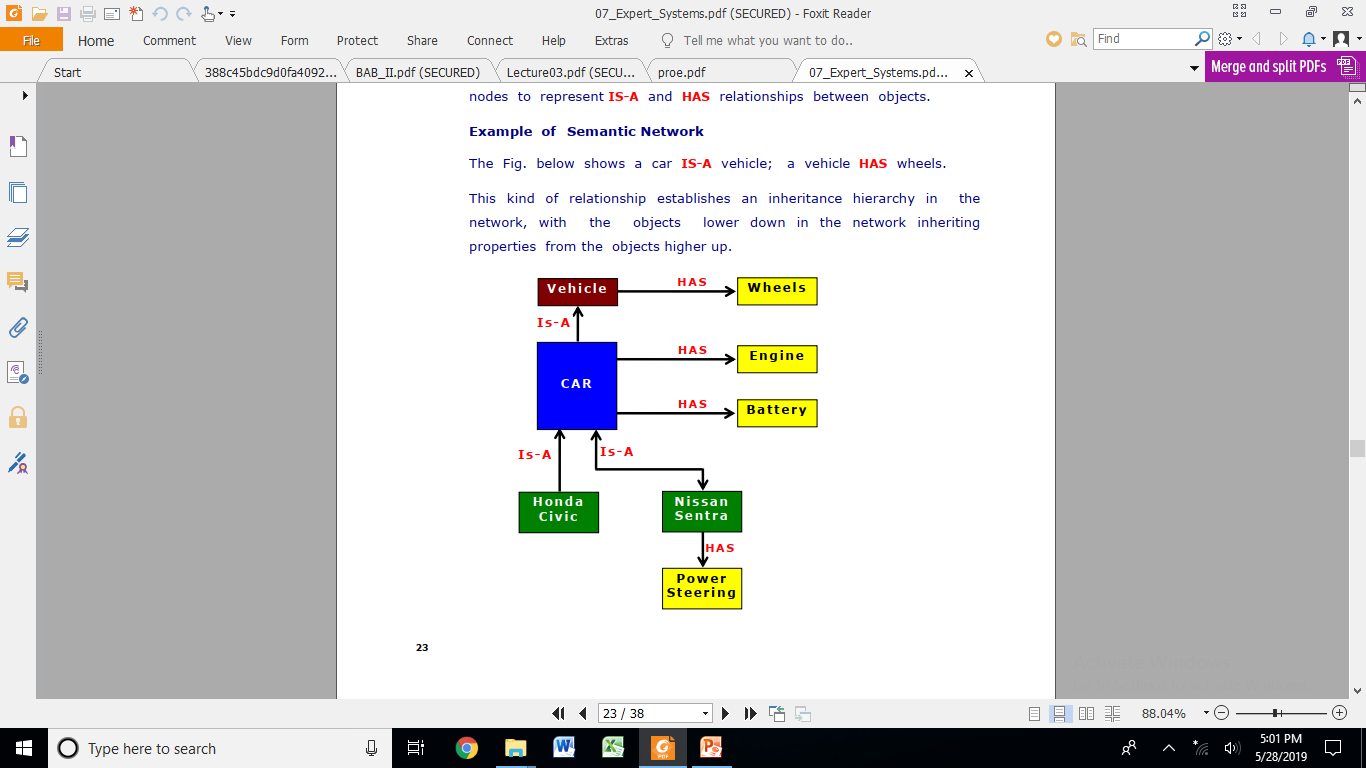 07_Expert_Systems.pdf (SECURED) - Foxit Reader
File Home Comment View Form Protect Share Connect Help Extras Tell me what you want to do.. Find
Start 388c45bdc9d0fa4092... BAB_II.pdf (SECURED) Lecture03.pdf (SECU... proe.pdf 07_Expert_Systems.pd... Merge and split PDFs
nodes to represent IS-A and HAS relationships between objects.
Example of Semantic Network
The Fig. below shows a car IS-A vehicle; a vehicle HAS wheels.
This kind of relationship establishes an inheritance hierarchy in the
network, with the objects lower down in the network inheriting
properties from the objects higher up.
Vehicle HAS Wheels
Is-A
HAS Engine
CAR
HAS Battery
Is-A Is-A
Honda
Civic
Nissan
Sentra
HAS
Power
Steering
23
23 / 38 88.04%
Type here to search
5:01 PM
5/28/2019